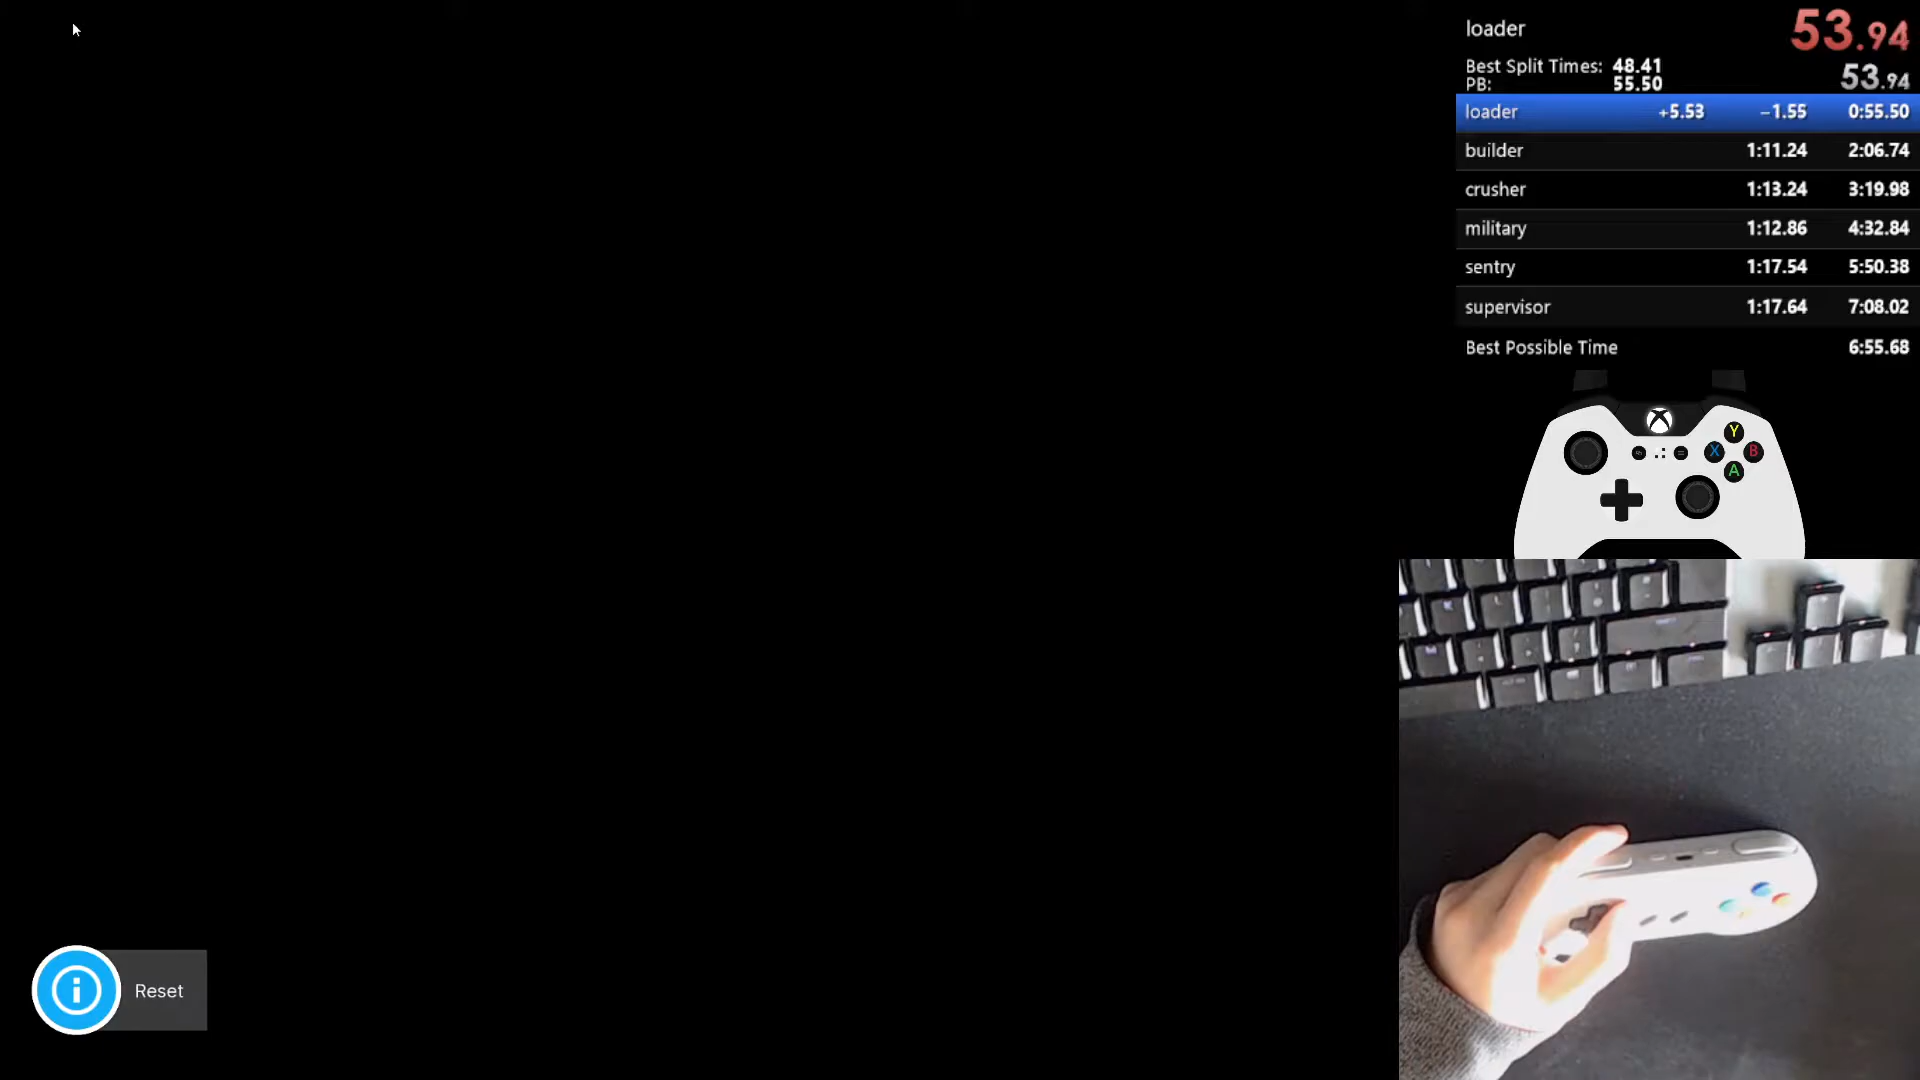 loader 53.94
Best Split Times: 48.41
PB: 55.50 53.94
loader +5.53 −1.55 0:55.50
builder 1:11.24 2:06.74
crusher 1:13.24 3:19.98
military 1:12.86 4:32.84
sentry 1:17.54 5:50.38
supervisor 1:17.64 7:08.02
Best Possible Time 6:55.68
Y
X B
A
Reset